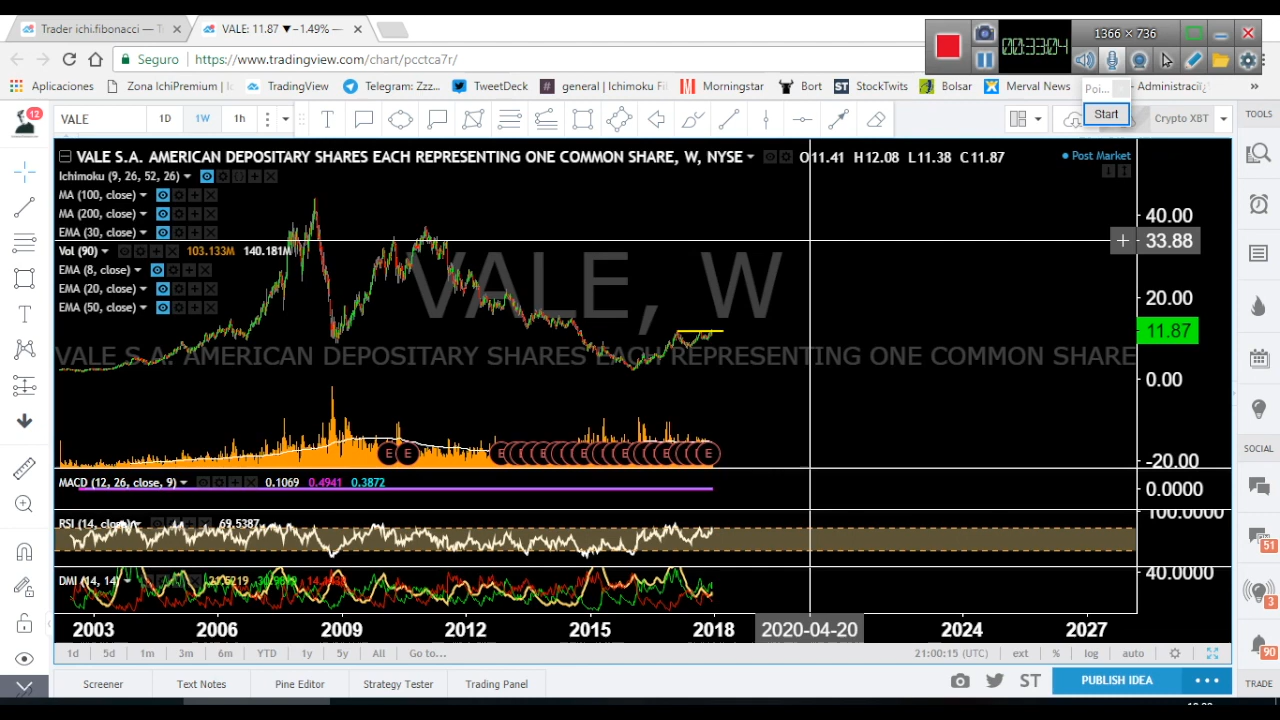 Trader ichi.fibonacci — T
VALE: 11.87 ▼ −1.49% —
00:33:04
1366 × 736
Seguro
https://www.tradingview.com/chart/pcctca7r/
Aplicaciones
Zona IchiPremium | Ic
TradingView
Telegram: Zzz...
TweetDeck
general | Ichimoku Fi
Morningstar
Bort
StockTwits
Bolsar
Merval News
Poi...
Start
12
VALE
1D
1W
1h
Crypto XBT
TOOLS
VALE S.A. AMERICAN DEPOSITARY SHARES EACH REPRESENTING ONE COMMON SHARE, W, NYSE
O11.41 H12.08 L11.38 C11.87
Post Market
Ichimoku (9, 26, 52, 26)
MA (100, close)
MA (200, close)
EMA (30, close)
Vol (90)
103.133M
140.181M
EMA (8, close)
EMA (20, close)
EMA (50, close)
VALE, W
VALE S.A. AMERICAN DEPOSITARY SHARES EACH REPRESENTING ONE COMMON SHARE
40.00
33.88
20.00
11.87
0.00
-20.00
MACD (12, 26, close, 9)
0.1069
0.4941
0.3872
0.0000
RSI (14, close)
69.5387
100.0000
DMI (14, 14)
40.0000
2003
2006
2009
2012
2015
2018
2020-04-20
2024
2027
1d
5d
1m
3m
6m
YTD
1y
5y
All
Go to...
21:00:15 (UTC)
ext
%
log
auto
SOCIAL
51
3
90
TRADE
Screener
Text Notes
Pine Editor
Strategy Tester
Trading Panel
ST
PUBLISH IDEA